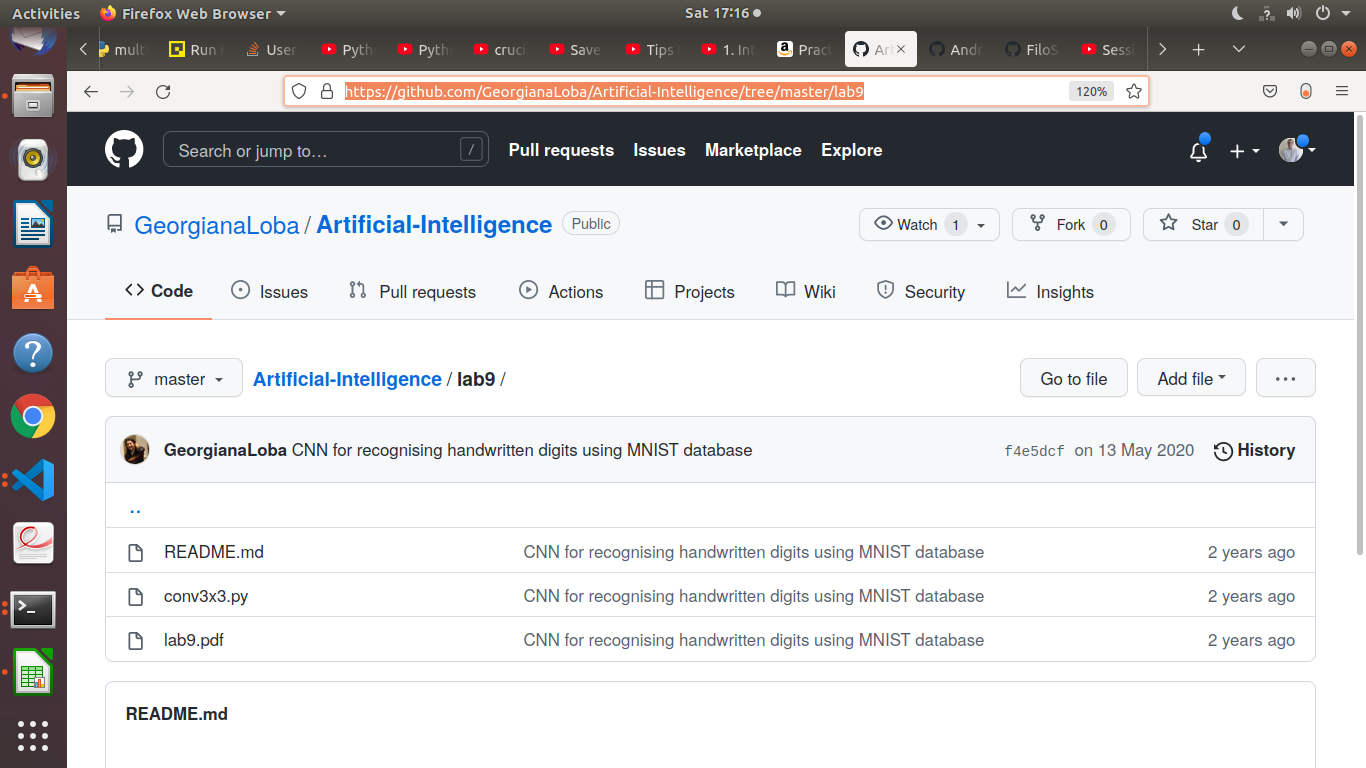 Activities Firefox Web Browser Sat 17:16
mult Run User Pyth Pyth cruci Save Tips 1. Int Prac Art Andr FiloS Sessi
https://github.com/GeorgianaLoba/Artificial-Intelligence/tree/master/lab9 120%
Search or jump to… / Pull requests Issues Marketplace Explore
GeorgianaLoba / Artificial-Intelligence Public Watch 1 Fork 0 Star 0
Code Issues Pull requests Actions Projects Wiki Security Insights
master Artificial-Intelligence / lab9 / Go to file Add file ...
GeorgianaLoba CNN for recognising handwritten digits using MNIST database f4e5dcf on 13 May 2020 History
..
README.md CNN for recognising handwritten digits using MNIST database 2 years ago
conv3x3.py CNN for recognising handwritten digits using MNIST database 2 years ago
lab9.pdf CNN for recognising handwritten digits using MNIST database 2 years ago
README.md